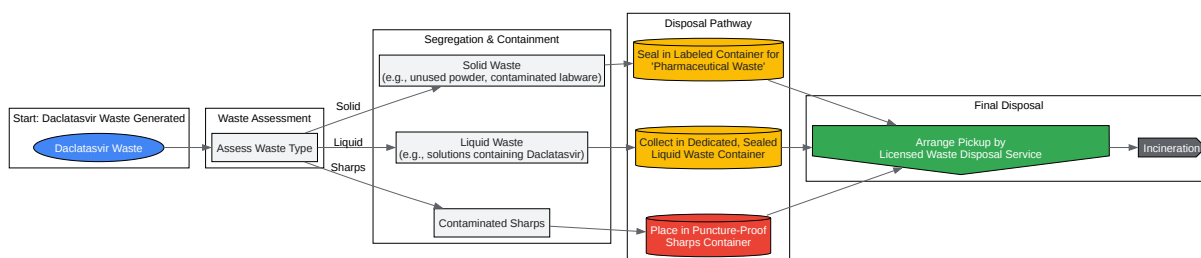 Start: Daclatasvir Waste Generated
Daclatasvir Waste
Waste Assessment
Assess Waste Type
Solid
Liquid
Sharps
Segregation & Containment
Solid Waste
(e.g., unused powder, contaminated labware)
Liquid Waste
(e.g., solutions containing Daclatasvir)
Contaminated Sharps
Disposal Pathway
Seal in Labeled Container for
'Pharmaceutical Waste'
Collect in Dedicated, Sealed
Liquid Waste Container
Place in Puncture-Proof
Sharps Container
Final Disposal
Arrange Pickup by
Licensed Waste Disposal Service
Incineration